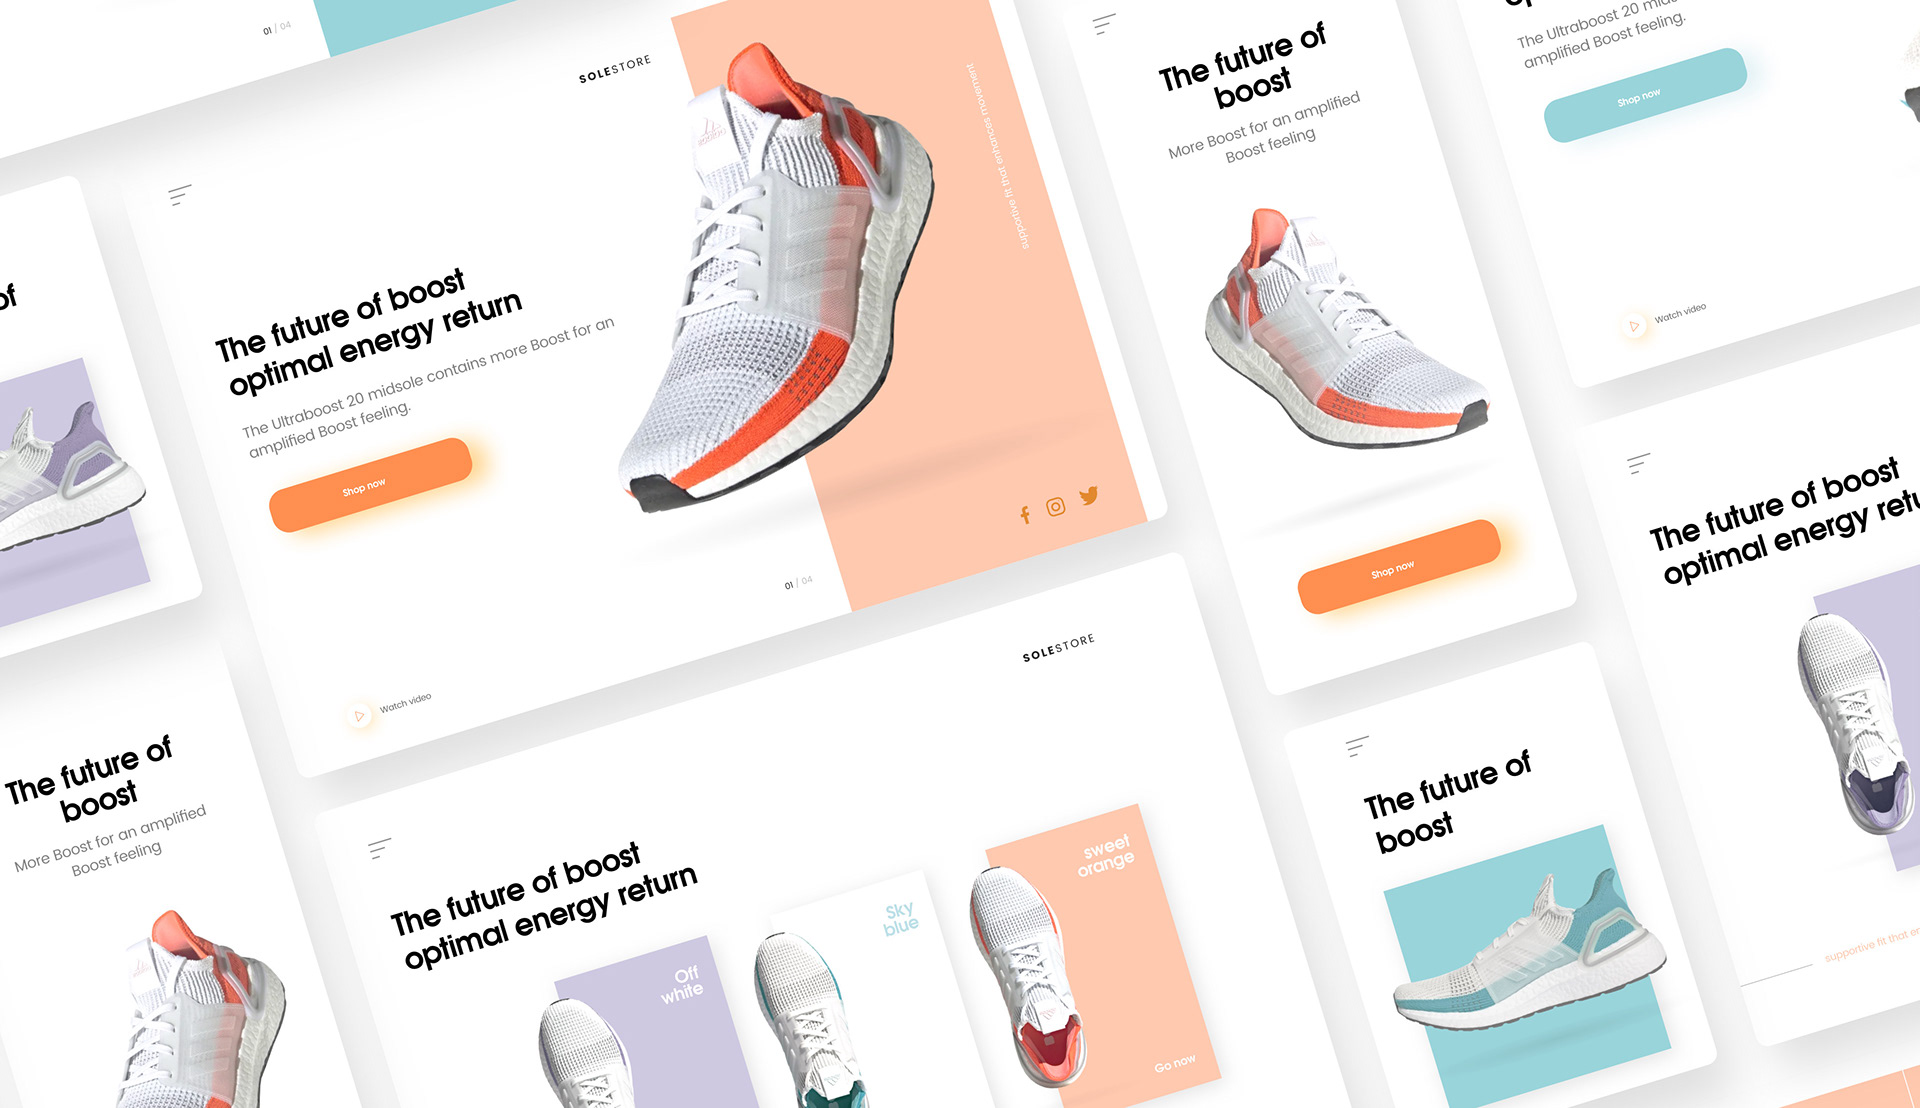 01 / 04
SOLESTORE
The future of boost
optimal energy return
The Ultraboost 20 midsole contains more Boost for an
amplified Boost feeling.
Shop now
Watch video
01 / 04
supportive fit that enhances movement
The future of
boost
More Boost for an amplified
Boost feeling
Shop now
The Ultraboost 20
amplified Boost feeling.
Shop now
Watch video
of
The future of
boost
More Boost for an amplified
Boost feeling
SOLESTORE
The future of boost
optimal energy return
Off
white
Sky
blue
sweet
orange
Go now
The future of
boost
The future of boost
optimal energy
supportive fit that